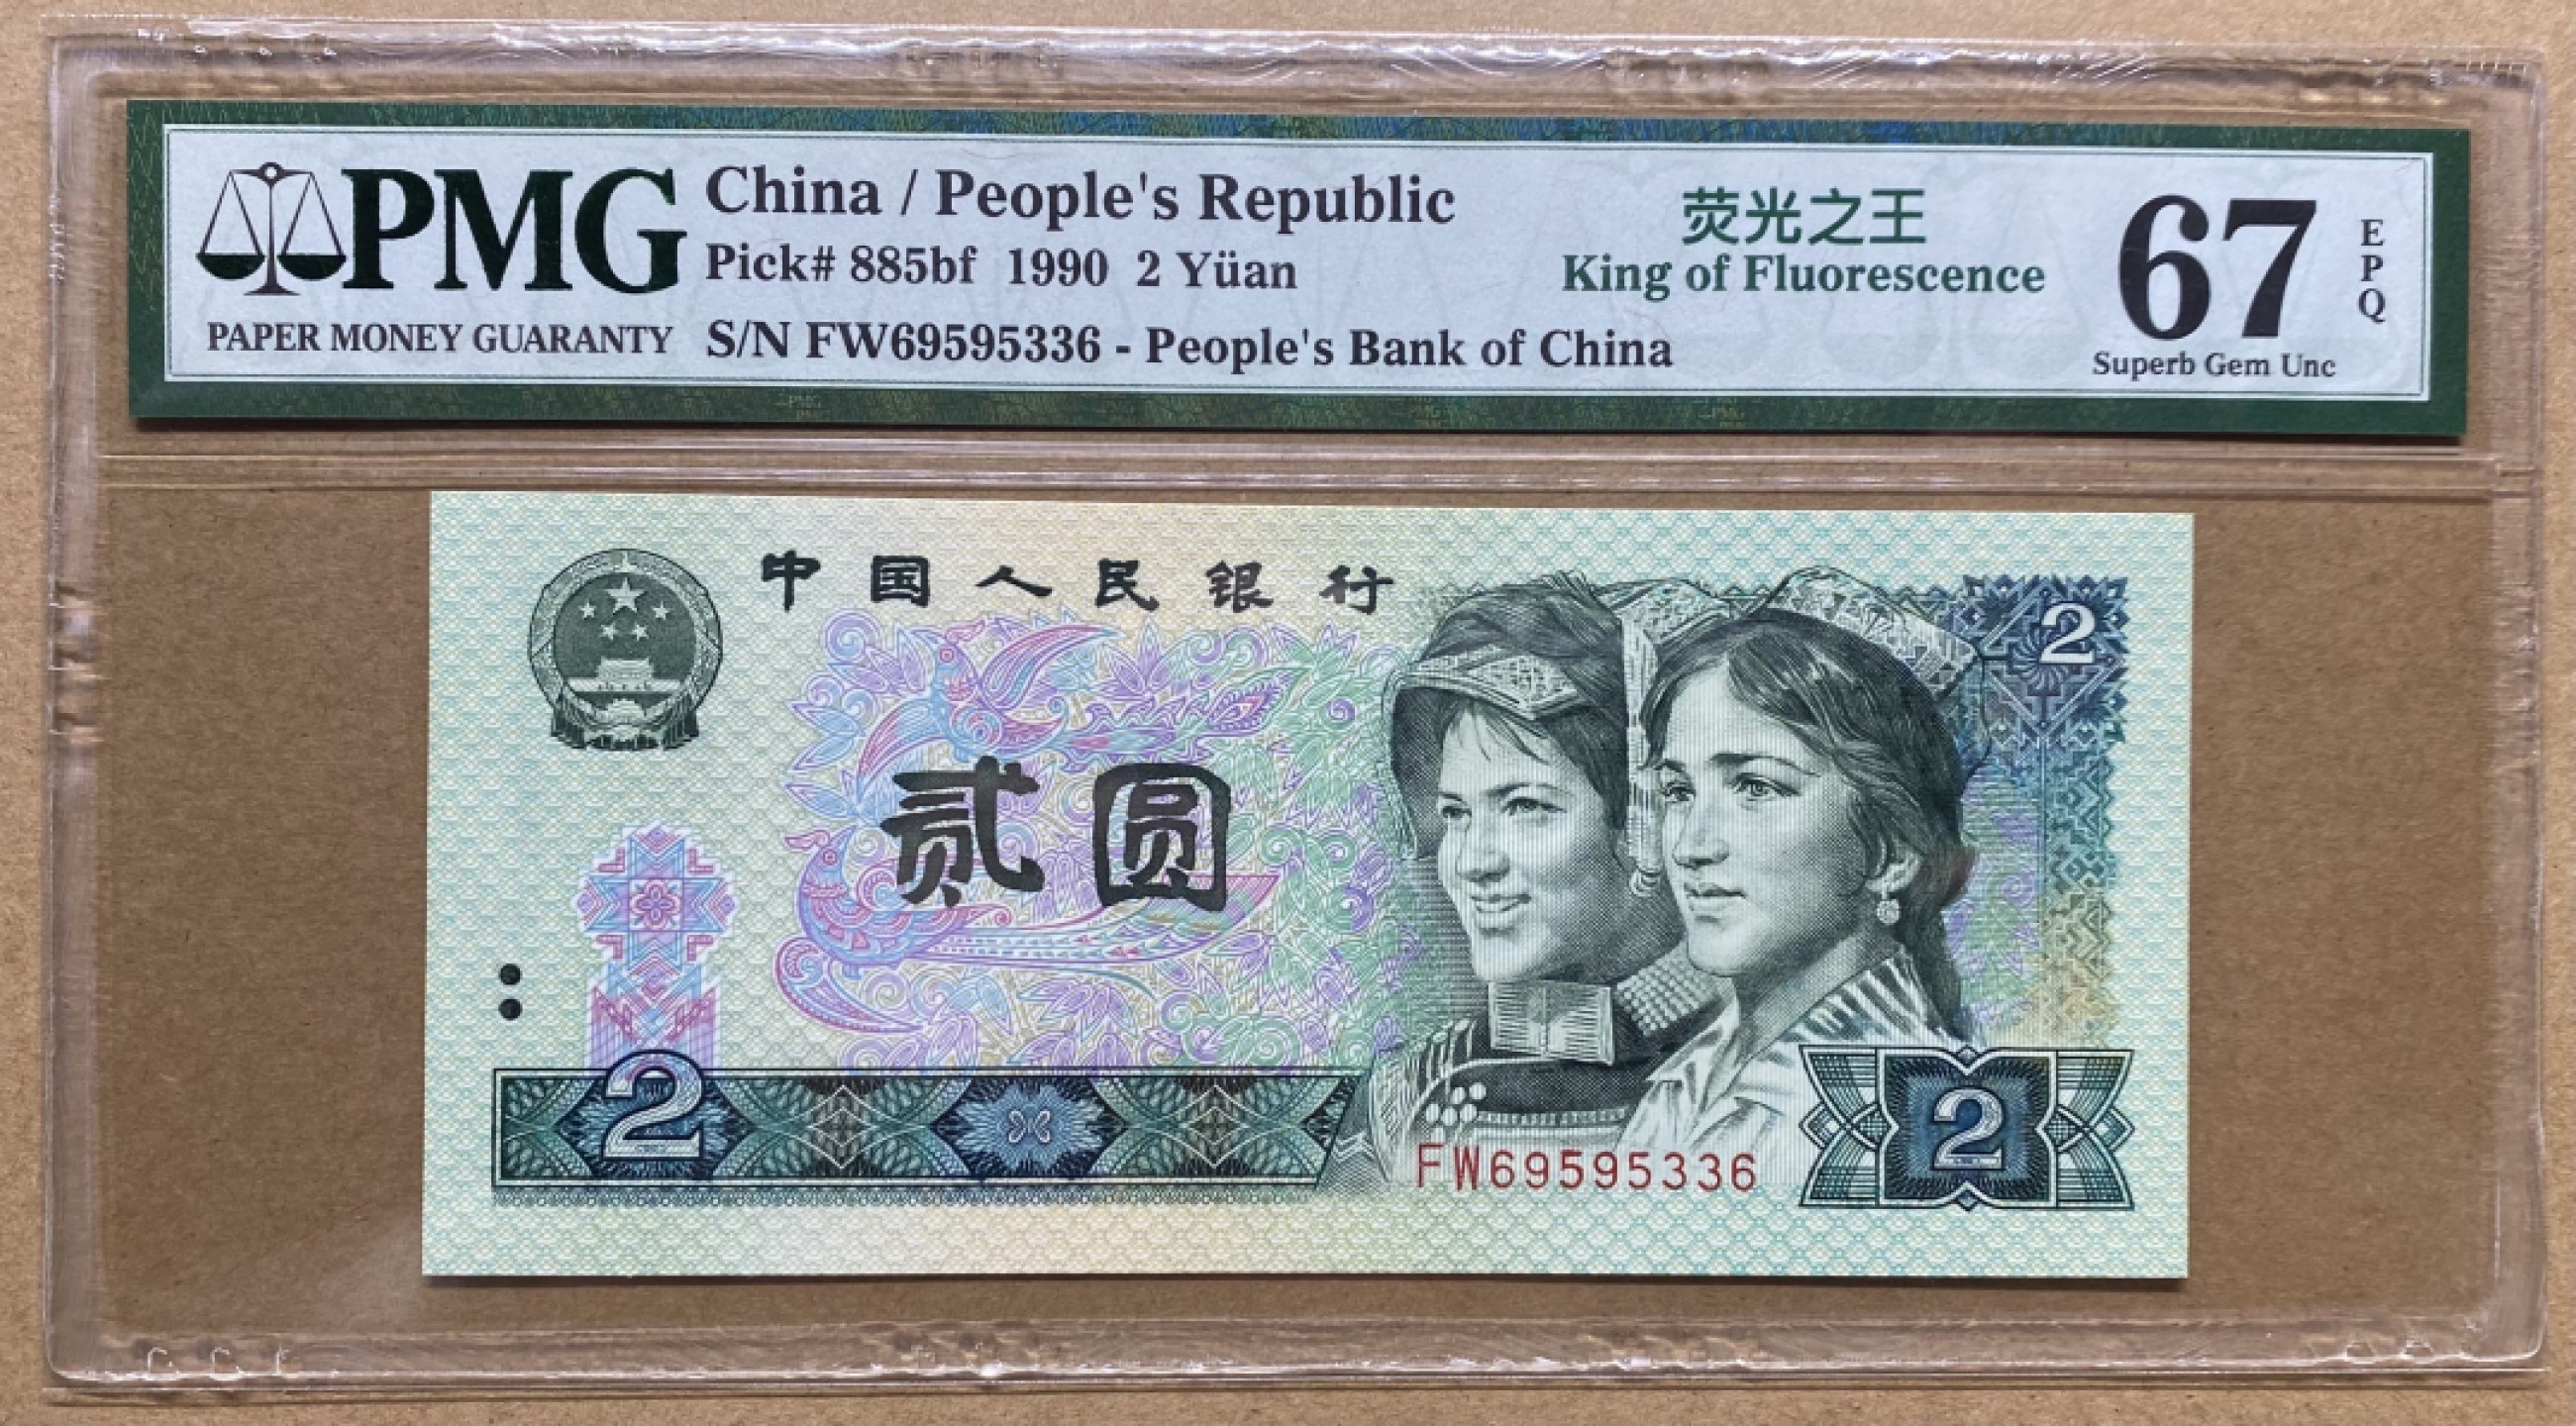 PMG
PAPER MONEY GUARANTY
China / People's Republic
Pick# 885bf 1990 2 Yüan
S/N FW69595336 - People's Bank of China
荧光之王
King of Fluorescence
67
EPQ
Superb Gem Unc
中国人民银行
2
贰圆
2
FW69595336
2